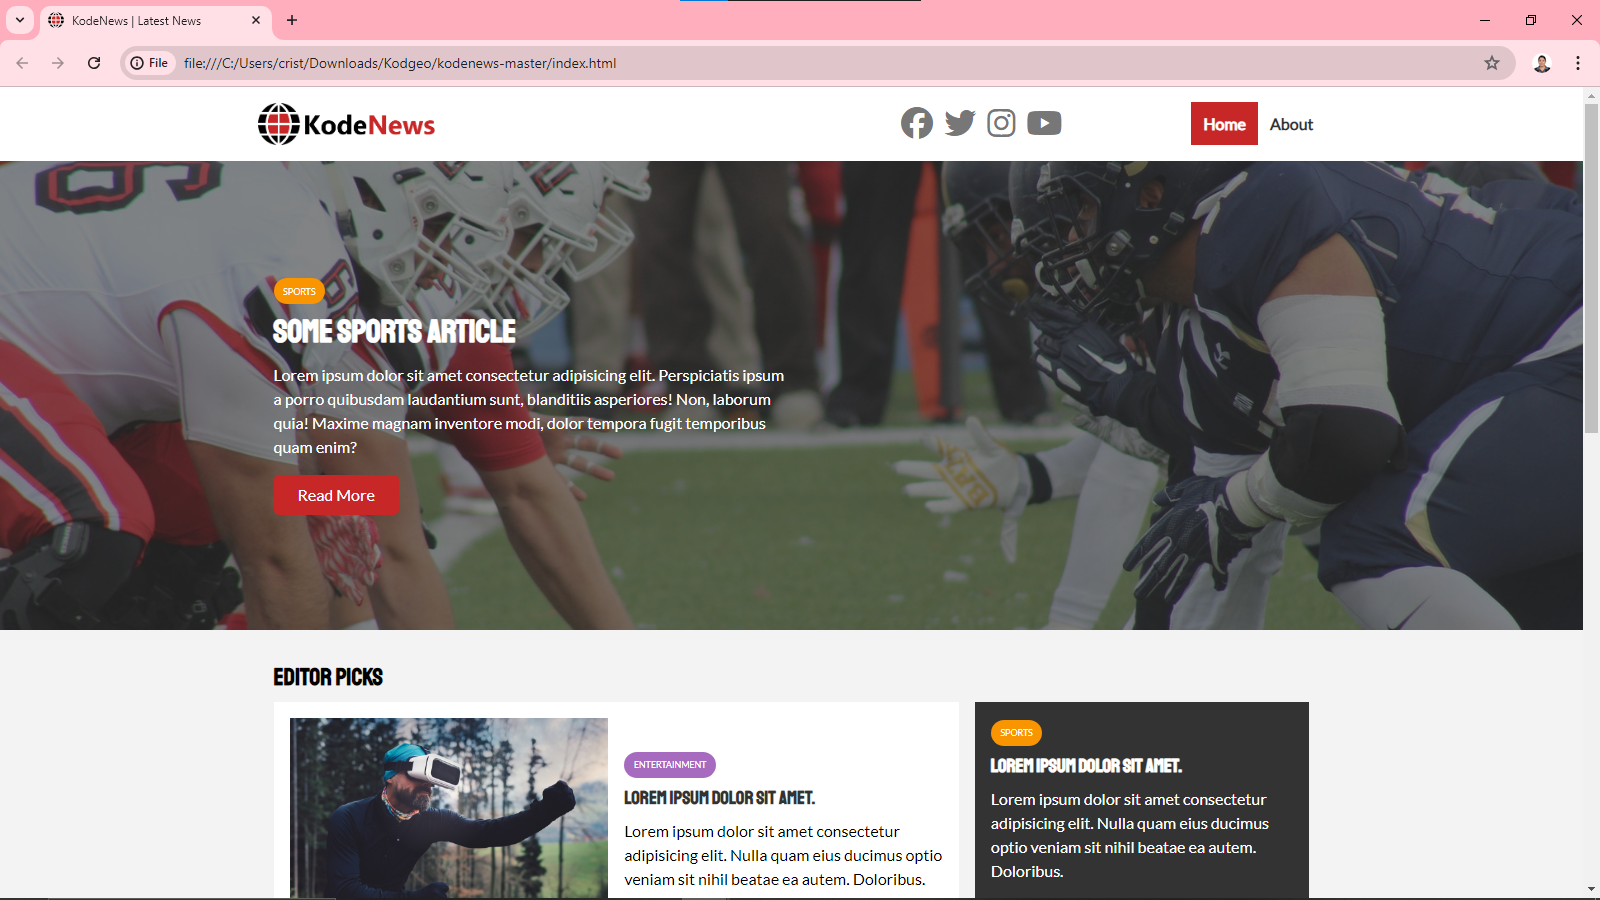 KodeNews | Latest News
File
file:///C:/Users/crist/Downloads/Kodgeo/kodenews-master/index.html
KodeNews
Home
About
SPORTS
SOME SPORTS ARTICLE
Lorem ipsum dolor sit amet consectetur adipisicing elit. Perspiciatis ipsum
a porro quibusdam laudantium sunt, blanditiis asperiores! Non, laborum
quia! Maxime magnam inventore modi, dolor tempora fugit temporibus
quam enim?
Read More
EDITOR PICKS
ENTERTAINMENT
LOREM IPSUM DOLOR SIT AMET.
Lorem ipsum dolor sit amet consectetur
adipisicing elit. Nulla quam eius ducimus optio
veniam sit nihil beatae ea autem. Doloribus.
SPORTS
LOREM IPSUM DOLOR SIT AMET.
Lorem ipsum dolor sit amet consectetur
adipisicing elit. Nulla quam eius ducimus
optio veniam sit nihil beatae ea autem.
Doloribus.